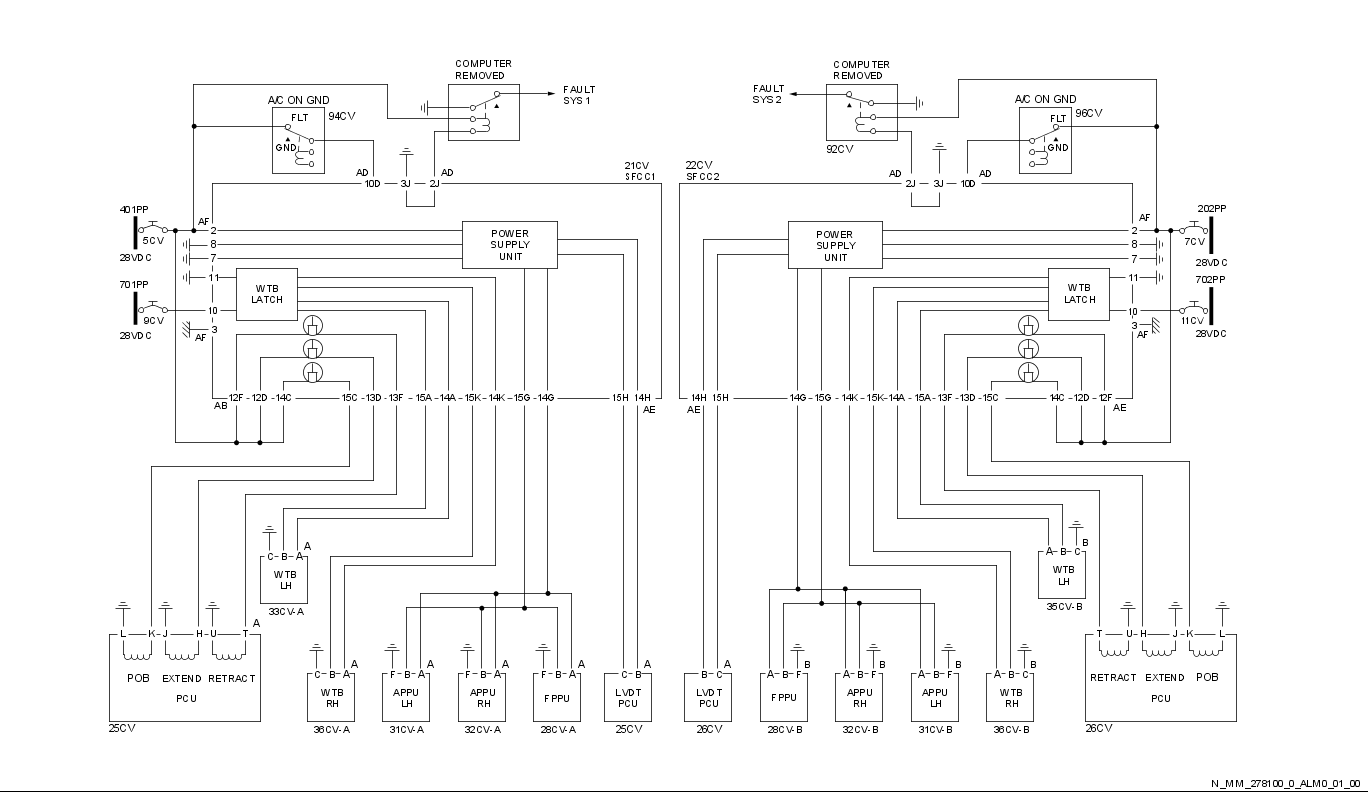 COMPUTER
REMOVED
FAULT
SYS 1
A/C ON GND
FLT
94CV
GND
COMPUTER
REMOVED
FAULT
SYS 2
92CV
A/C ON GND
FLT
96CV
GND
21CV
SFCC1
22CV
SFCC2
AD
10D
3J
2J
AD
AD
2J
3J
10D
AD
401PP
5CV
28VDC
AF
2
8
7
11
701PP
9CV
28VDC
10
3
AF
POWER
SUPPLY
UNIT
WTB
LATCH
POWER
SUPPLY
UNIT
WTB
LATCH
AF
2
8
7
11
10
3
AF
202PP
7CV
28VDC
702PP
11CV
28VDC
AB
12F - 12D - 14C
15C - 13D - 13F - 15A - 14A - 15K - 14K - 15G - 14G
15H 14H
AE
14H 15H
AE
14G - 15G - 14K - 15K - 14A - 15A - 13F - 13D - 15C
14C - 12D - 12F
AE
C - B - A
A
WTB
LH
33CV-A
A - B - C
B
WTB
LH
35CV-B
L K - J H - U T
A
POB EXTEND RETRACT
PCU
25CV
C - B - A
A
WTB
RH
36CV-A
F - B - A
A
APPU
LH
31CV-A
F - B - A
A
APPU
RH
32CV-A
F - B - A
A
FPPU
28CV-A
C - B
A
LVDT
PCU
25CV
B - C
A
LVDT
PCU
26CV
A - B - F
B
FPPU
28CV-B
A - B - F
B
APPU
RH
32CV-B
A - B - F
B
APPU
LH
31CV-B
A - B - C
B
WTB
RH
36CV-B
T U - H J - K L
RETRACT EXTEND POB
PCU
26CV
N_MM_278100_0_ALM0_01_00